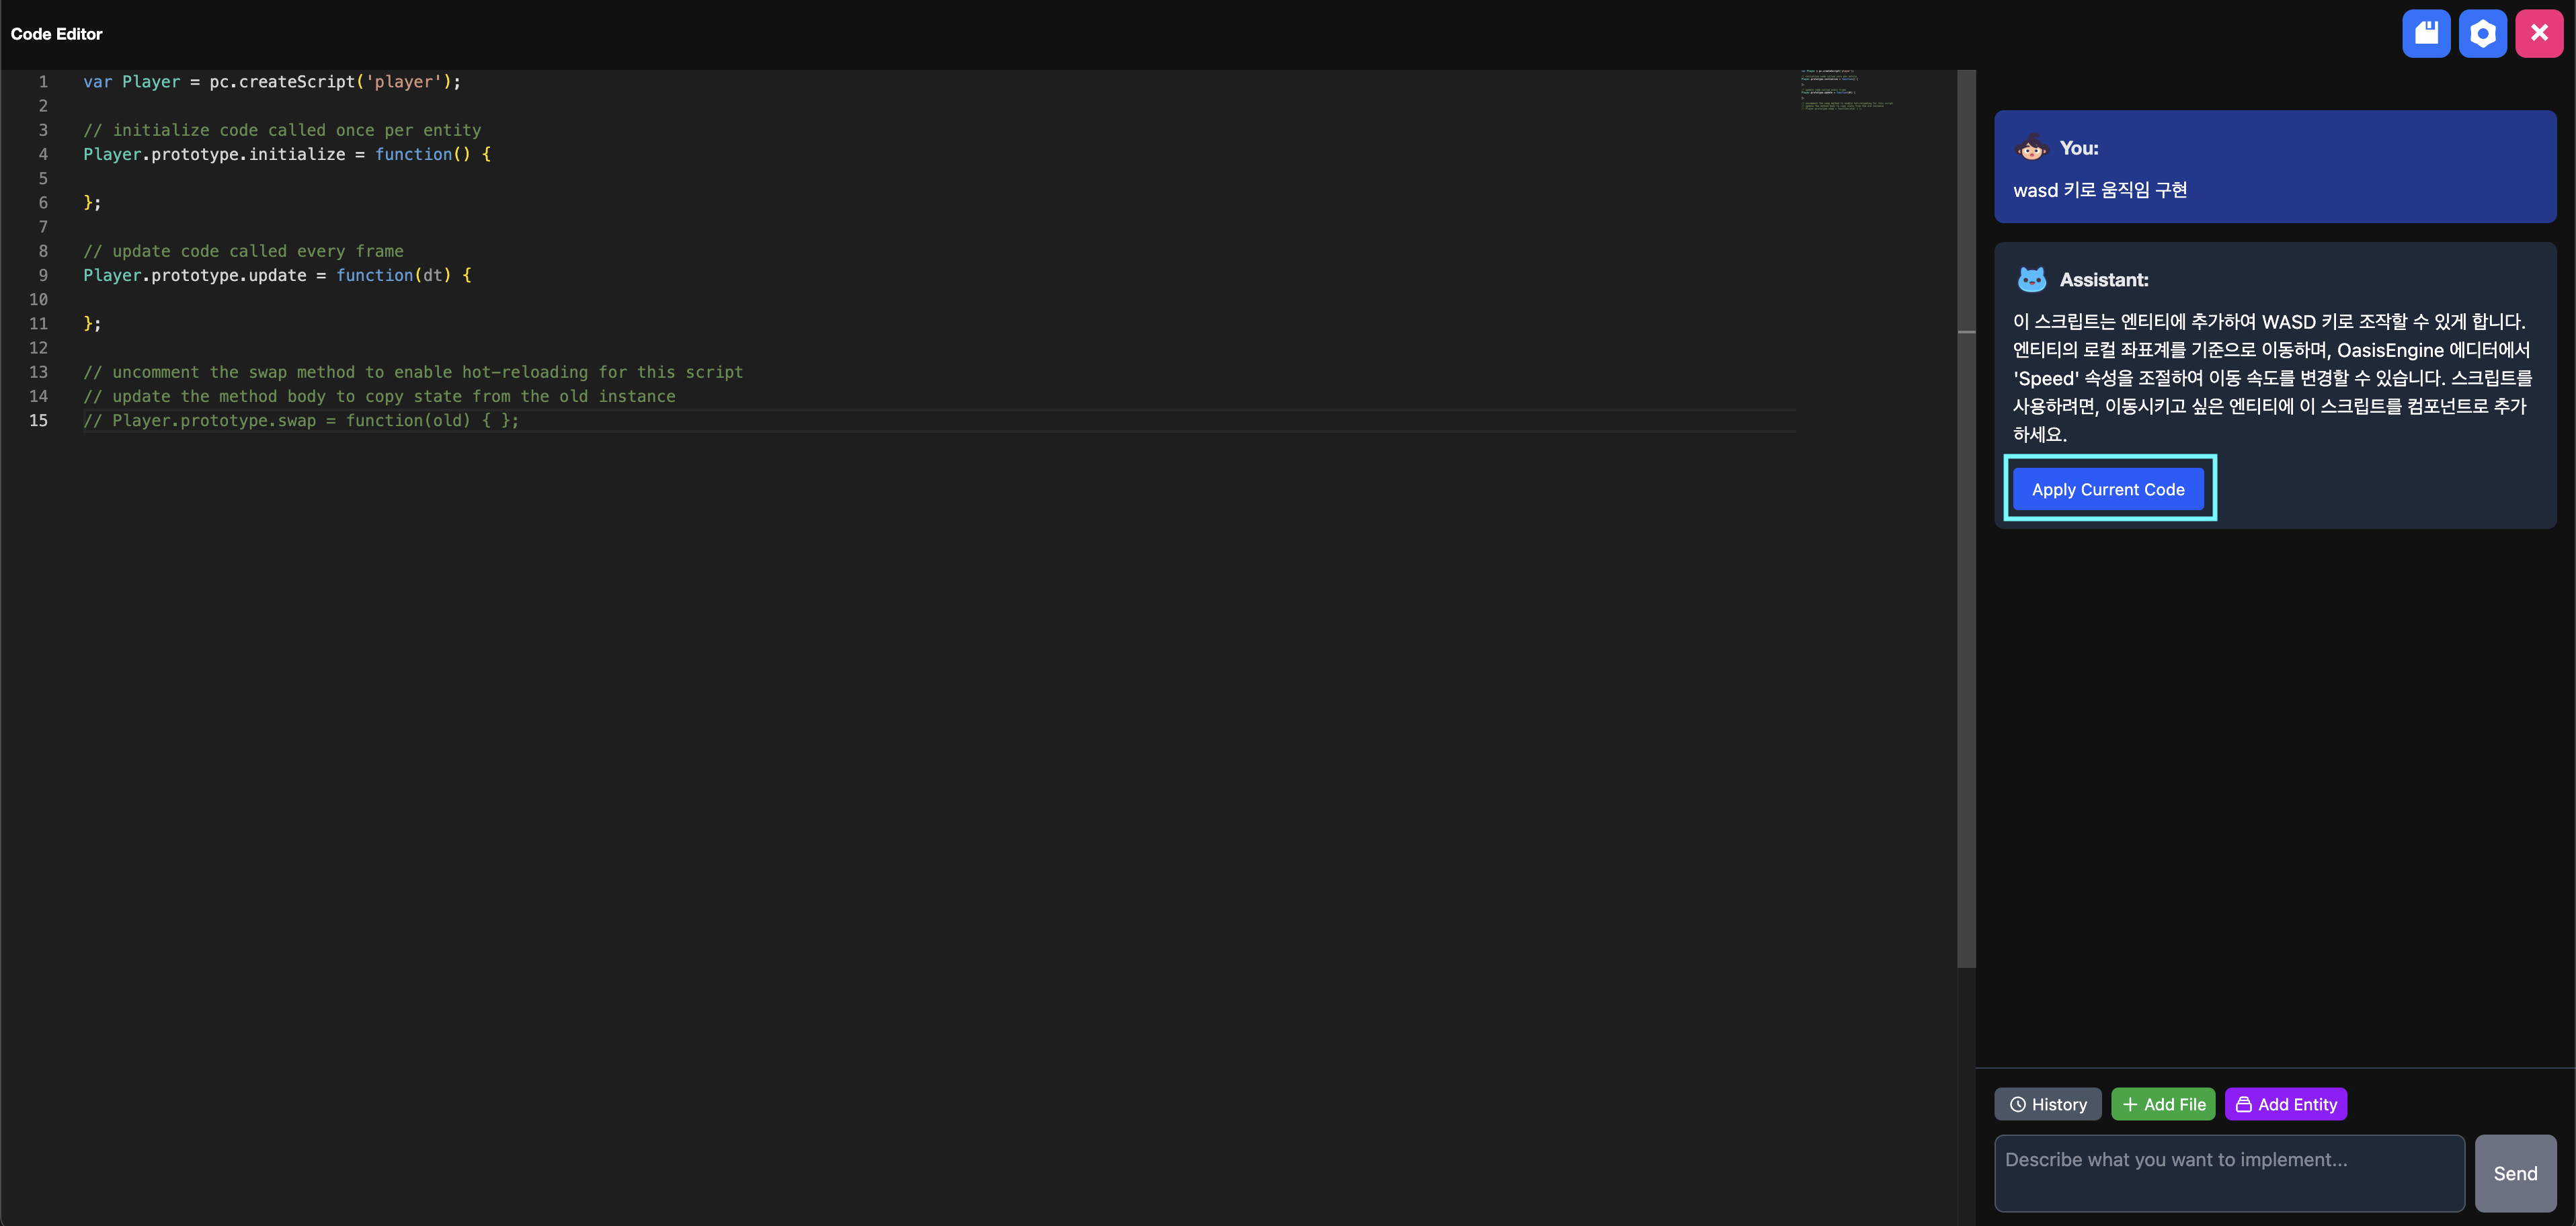 Code Editor
1 var Player = pc.createScript('player');
2
3 // initialize code called once per entity
4 Player.prototype.initialize = function() {
5
6 };
7
8 // update code called every frame
9 Player.prototype.update = function(dt) {
10
11 };
12
13 // uncomment the swap method to enable hot-reloading for this script
14 // update the method body to copy state from the old instance
15 // Player.prototype.swap = function(old) { };
You:
wasd 키로 움직임 구현
Assistant:
이 스크립트는 엔티티에 추가하여 WASD 키로 조작할 수 있게 합니다.
엔티티의 로컬 좌표계를 기준으로 이동하며, OasisEngine 에디터에서
'Speed' 속성을 조절하여 이동 속도를 변경할 수 있습니다. 스크립트를
사용하려면, 이동시키고 싶은 엔티티에 이 스크립트를 컴포넌트로 추가
하세요.
Apply Current Code
History
Add File
Add Entity
Describe what you want to implement...
Send